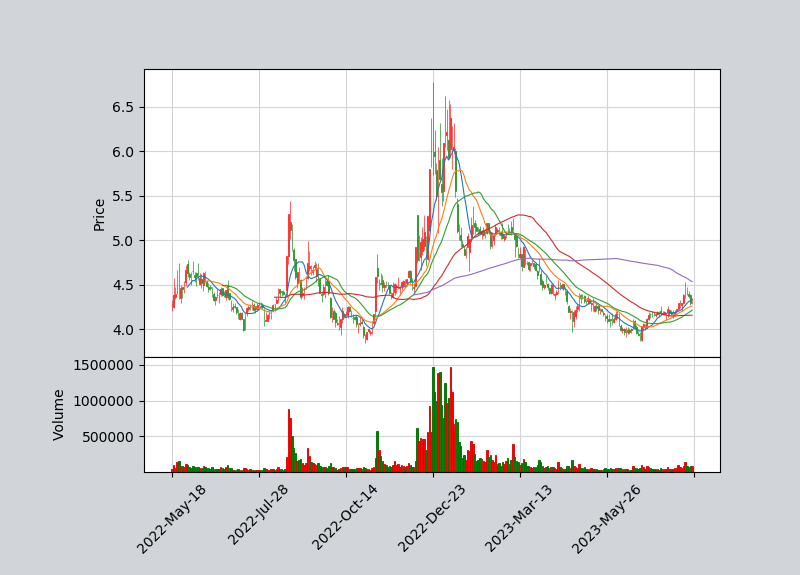 Price
6.5
6.0
5.5
5.0
4.5
4.0
Volume
1500000
1000000
500000
2022-May-18
2022-Jul-28
2022-Oct-14
2022-Dec-23
2023-Mar-13
2023-May-26